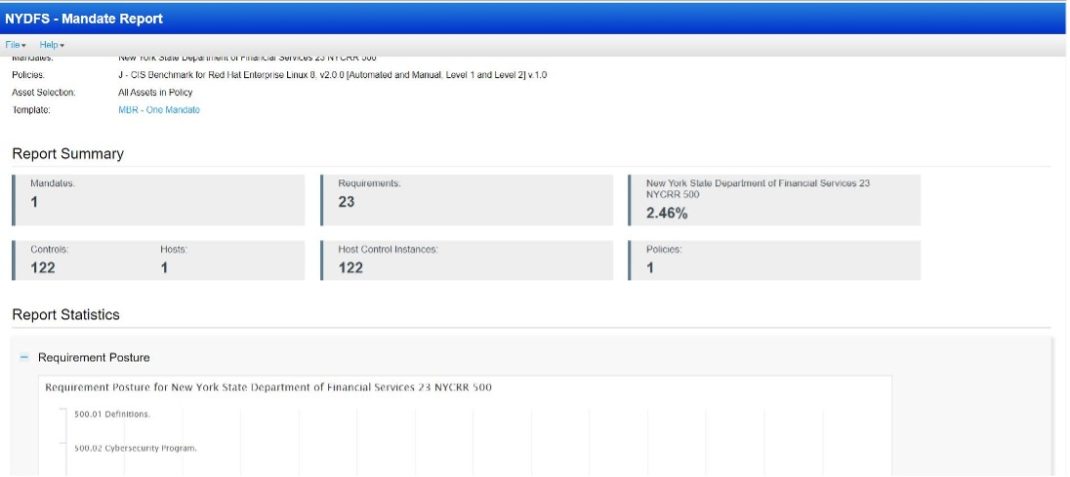 NYDFS - Mandate Report
File Help
Mandates: New York State Department of Financial Services 23 NYCRR 500
Policies: J - CIS Benchmark for Red Hat Enterprise Linux 8, v2.0.0 [Automated and Manual, Level 1 and Level 2] v.1.0
Asset Selection: All Assets in Policy
Template: MBR - One Mandate
Report Summary
Mandates:
1
Requirements:
23
New York State Department of Financial Services 23
NYCRR 500
2.46%
Controls: Hosts:
122 1
Host Control Instances:
122
Policies:
1
Report Statistics
Requirement Posture
Requirement Posture for New York State Department of Financial Services 23 NYCRR 500
500.01 Definitions.
500.02 Cybersecurity Program.